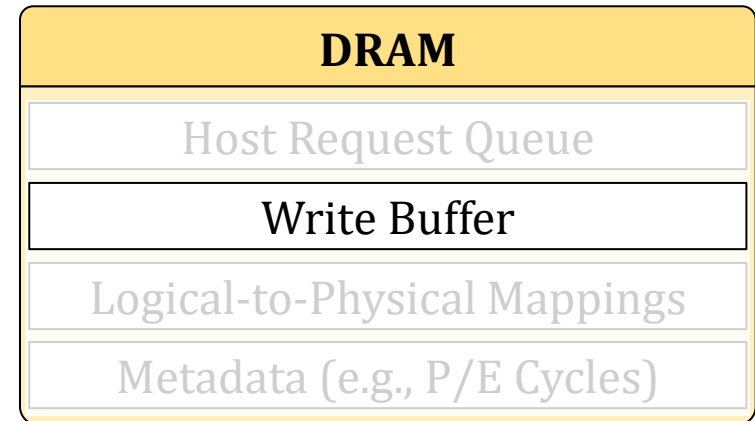 DRAM
Host Request Queue
Write Buffer
Logical-to-Physical Mappings
Metadata (e.g., P/E Cycles)